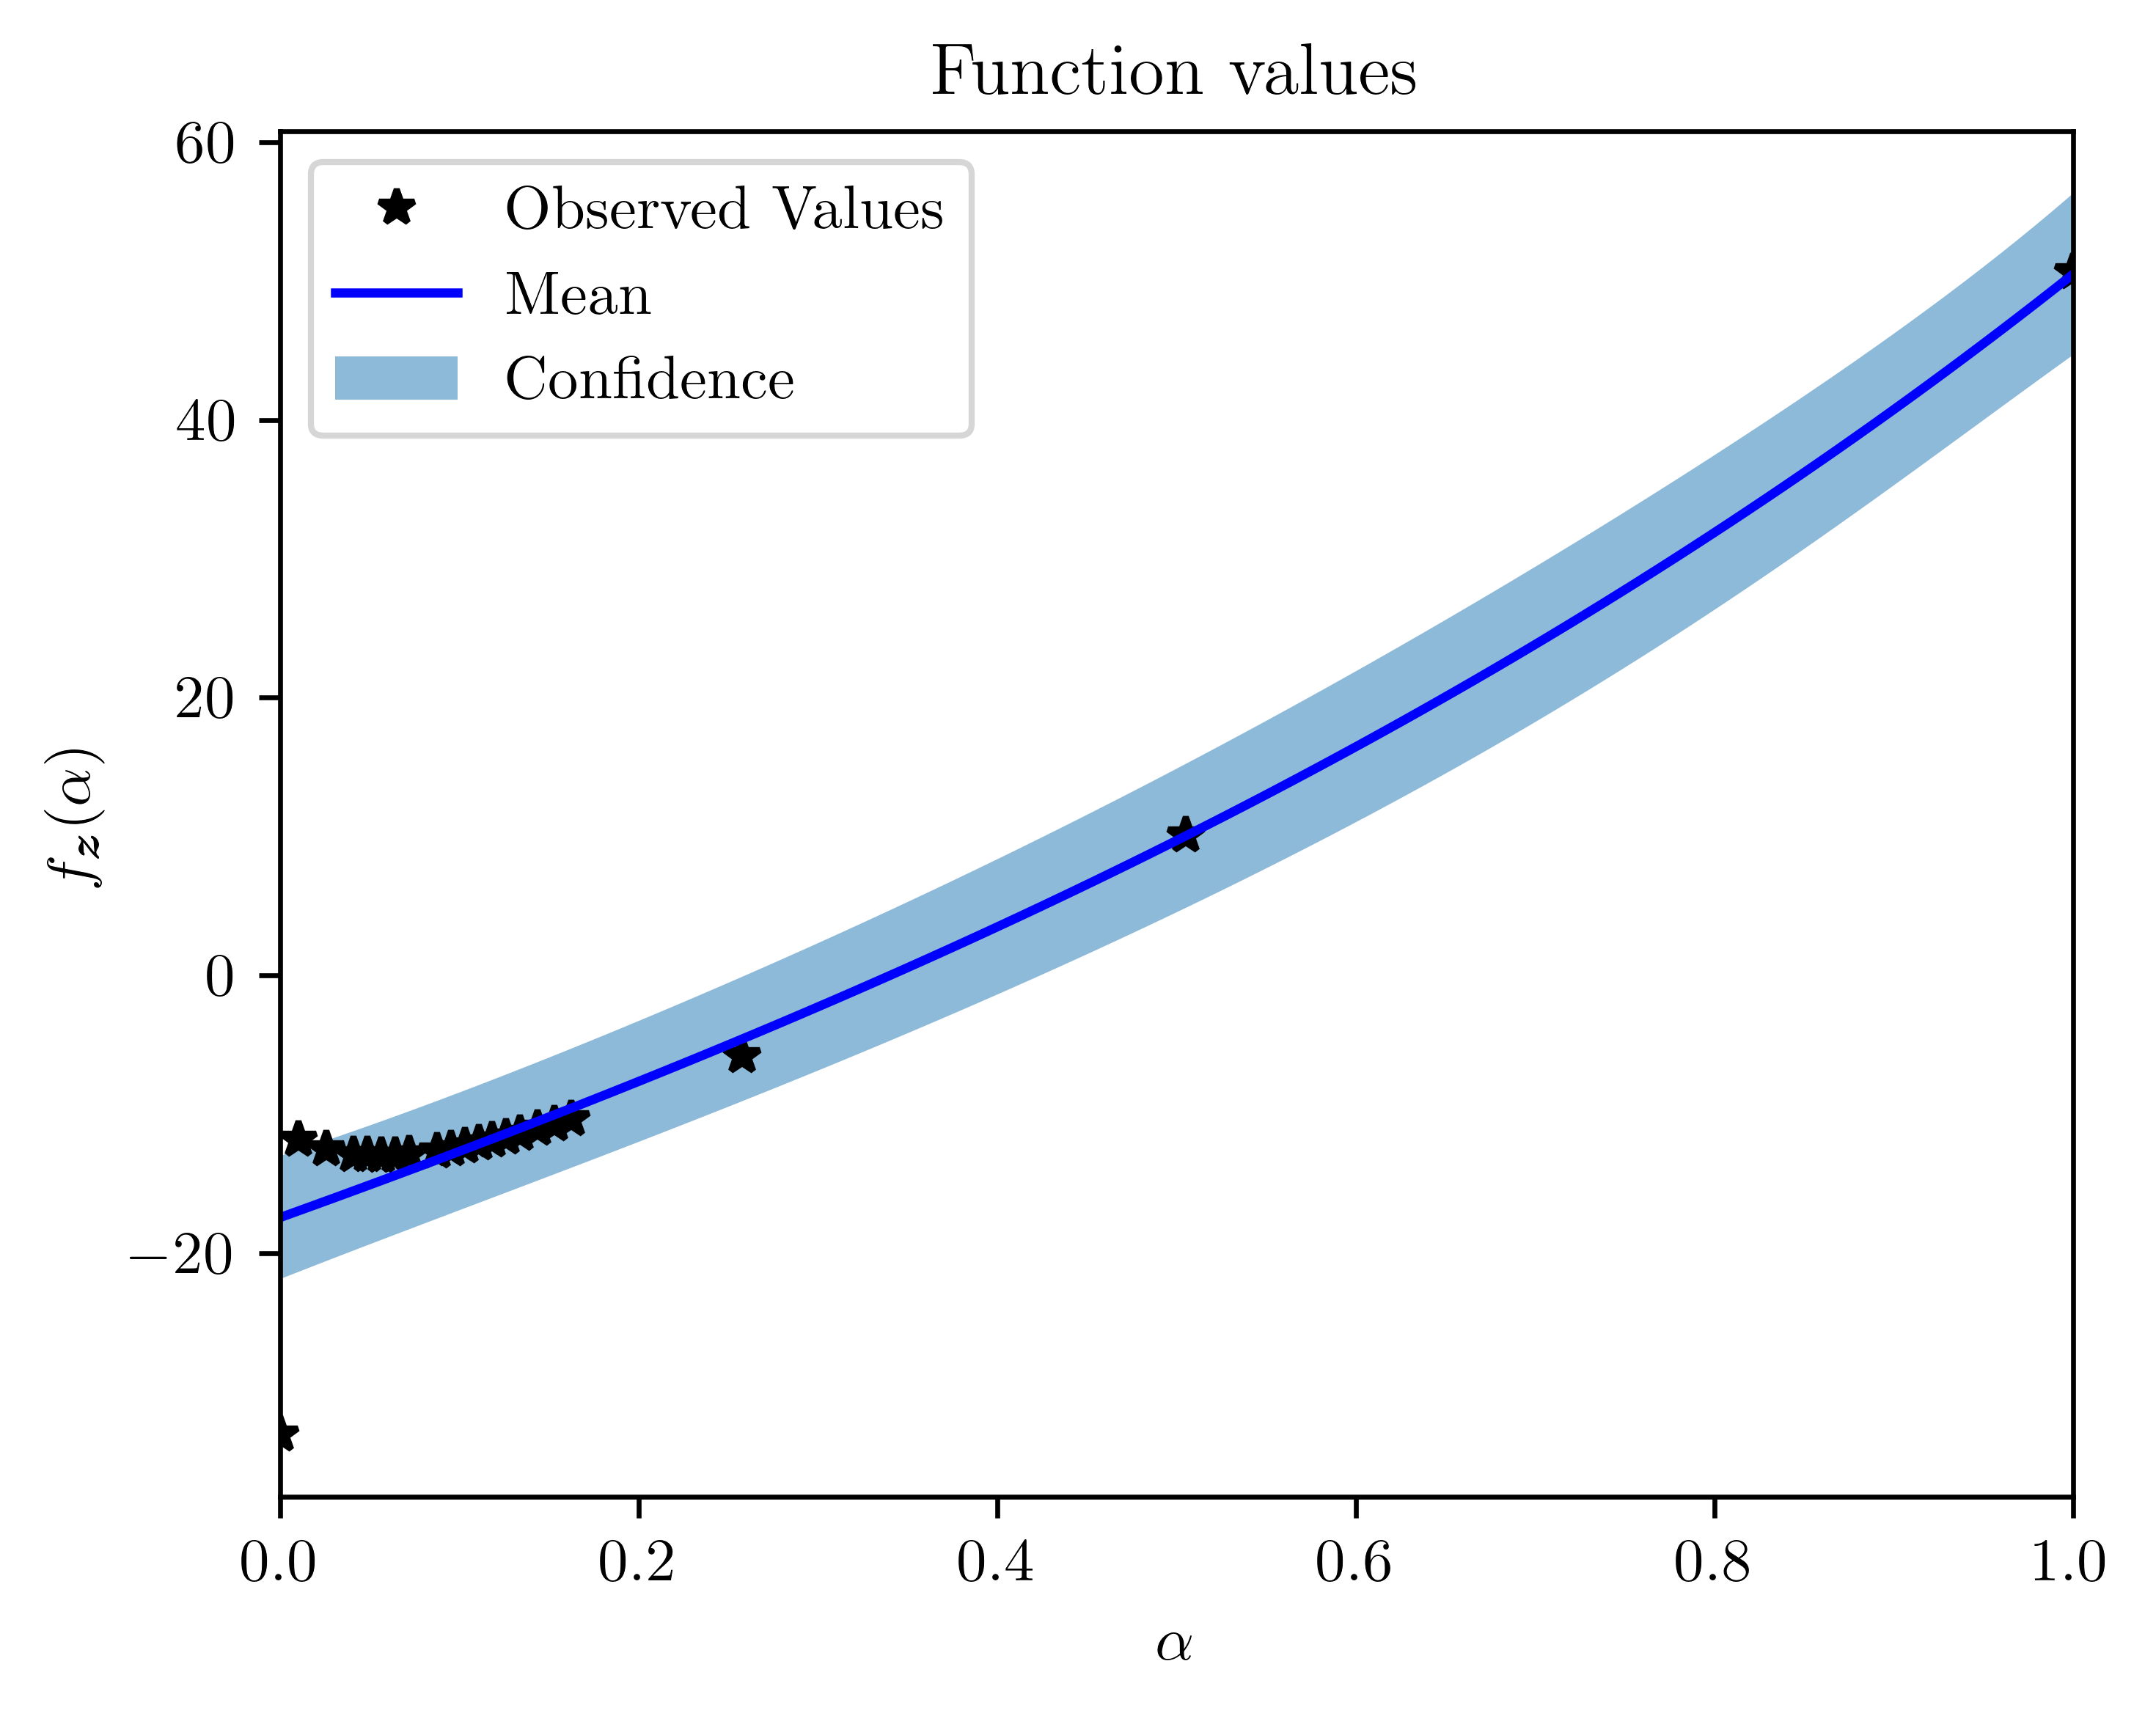 Function values
60
40
20
0
−20
f_z(α)
Observed Values
Mean
Confidence
0.0 0.2 0.4 0.6 0.8 1.0
α